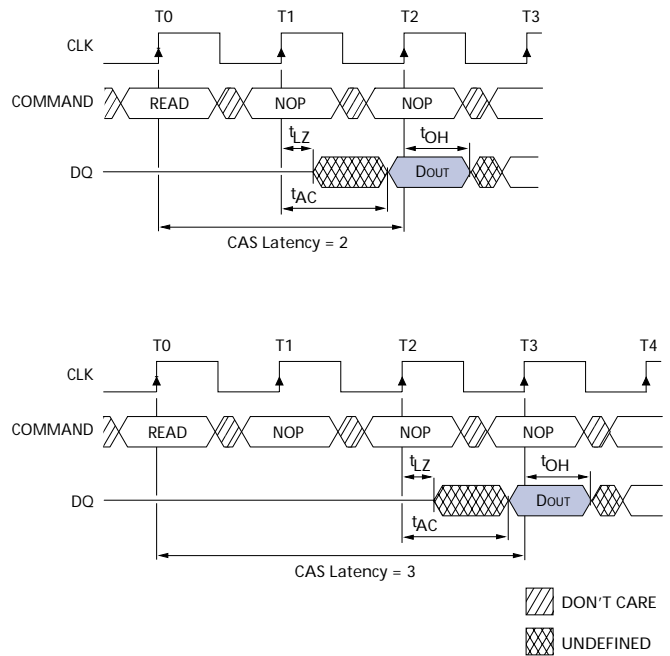 T0 T1 T2 T3
CLK
COMMAND READ NOP NOP
tLZ tOH
DQ DOUT
tAC
CAS Latency = 2
T0 T1 T2 T3 T4
CLK
COMMAND READ NOP NOP NOP
tLZ tOH
DQ DOUT
tAC
CAS Latency = 3
DON'T CARE
UNDEFINED